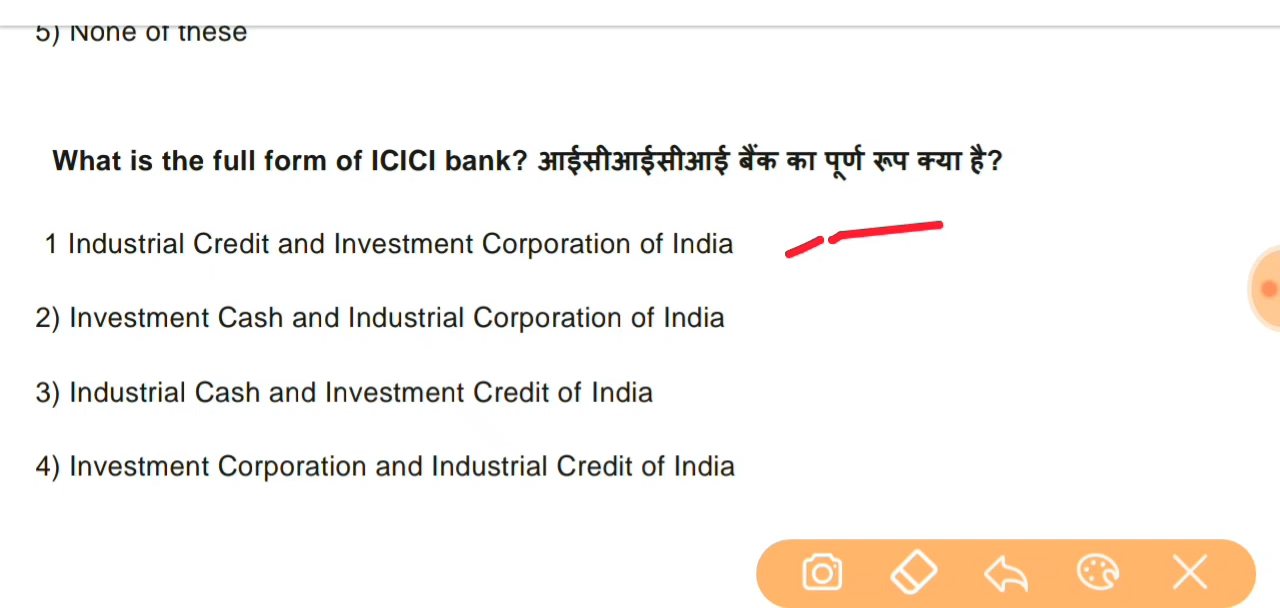 5) None of these
What is the full form of ICICI bank? आईसीआईसीआई बैंक का पूर्ण रूप क्या है?
1 Industrial Credit and Investment Corporation of India
2) Investment Cash and Industrial Corporation of India
3) Industrial Cash and Investment Credit of India
4) Investment Corporation and Industrial Credit of India